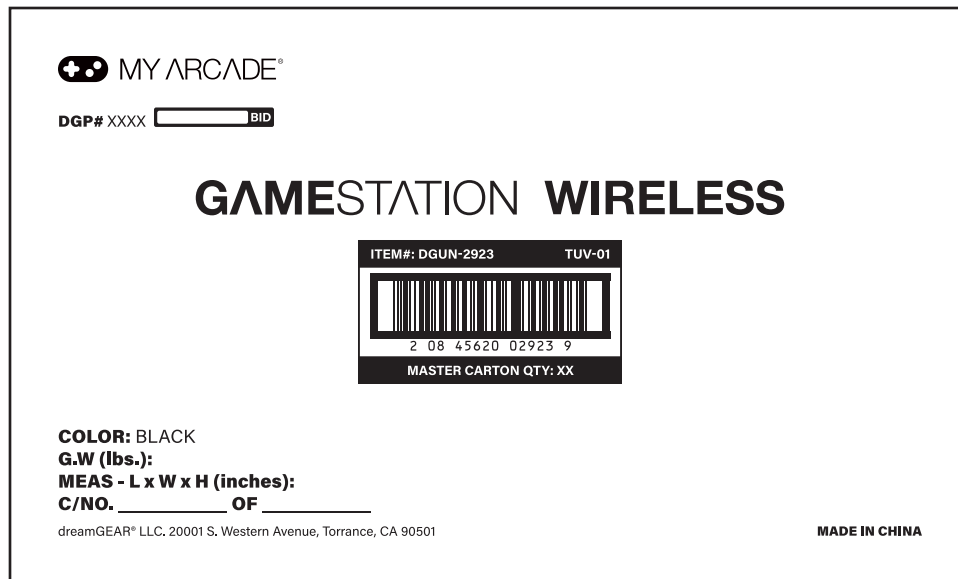 MY ARCADE®
DGP# XXXX BID
GAMESTATION WIRELESS
ITEM#: DGUN-2923 TUV-01
2 08 45620 02923 9
MASTER CARTON QTY: XX
COLOR: BLACK
G.W (lbs.):
MEAS - L x W x H (inches):
C/NO. __________ OF __________
dreamGEAR® LLC. 20001 S. Western Avenue, Torrance, CA 90501
MADE IN CHINA